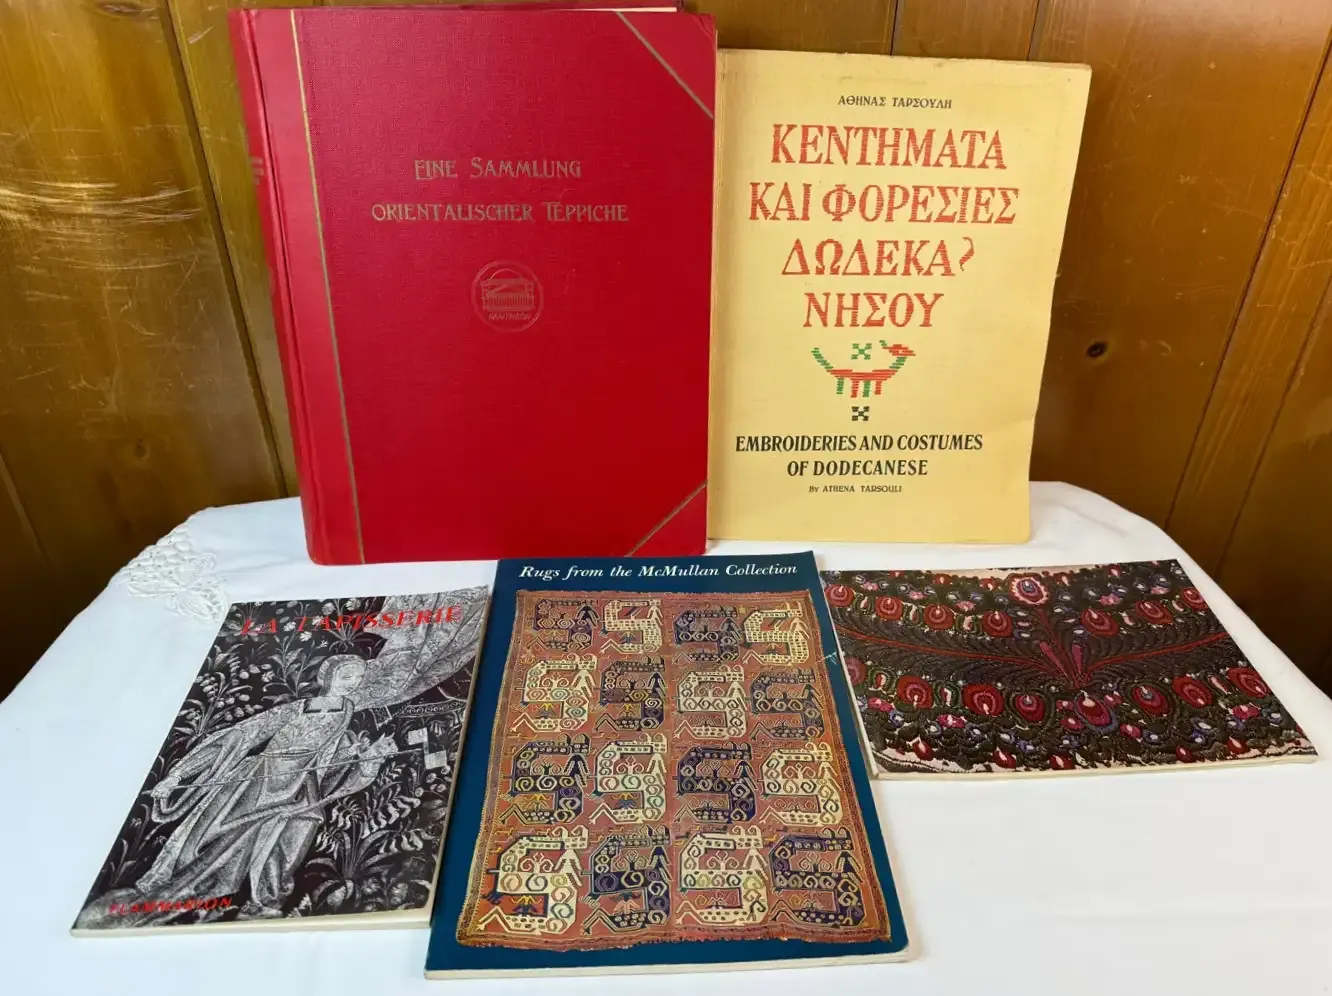 EINE SAMMLUNG
ORIENTALISCHER TEPPICHE
ΑΘΗΝΑΣ ΤΑΡΣΟΥΛΗ
ΚΕΝΤΗΜΑΤΑ
ΚΑΙ ΦΟΡΕΣΙΕΣ
ΔΩΔΕΚΑ
ΝΗΣΟΥ
EMBROIDERIES AND COSTUMES
OF DODECANESE
BY ATHENA TARSOULI
LA TAPISSERIE
FLAMMARION
Rugs from the McMullan Collection